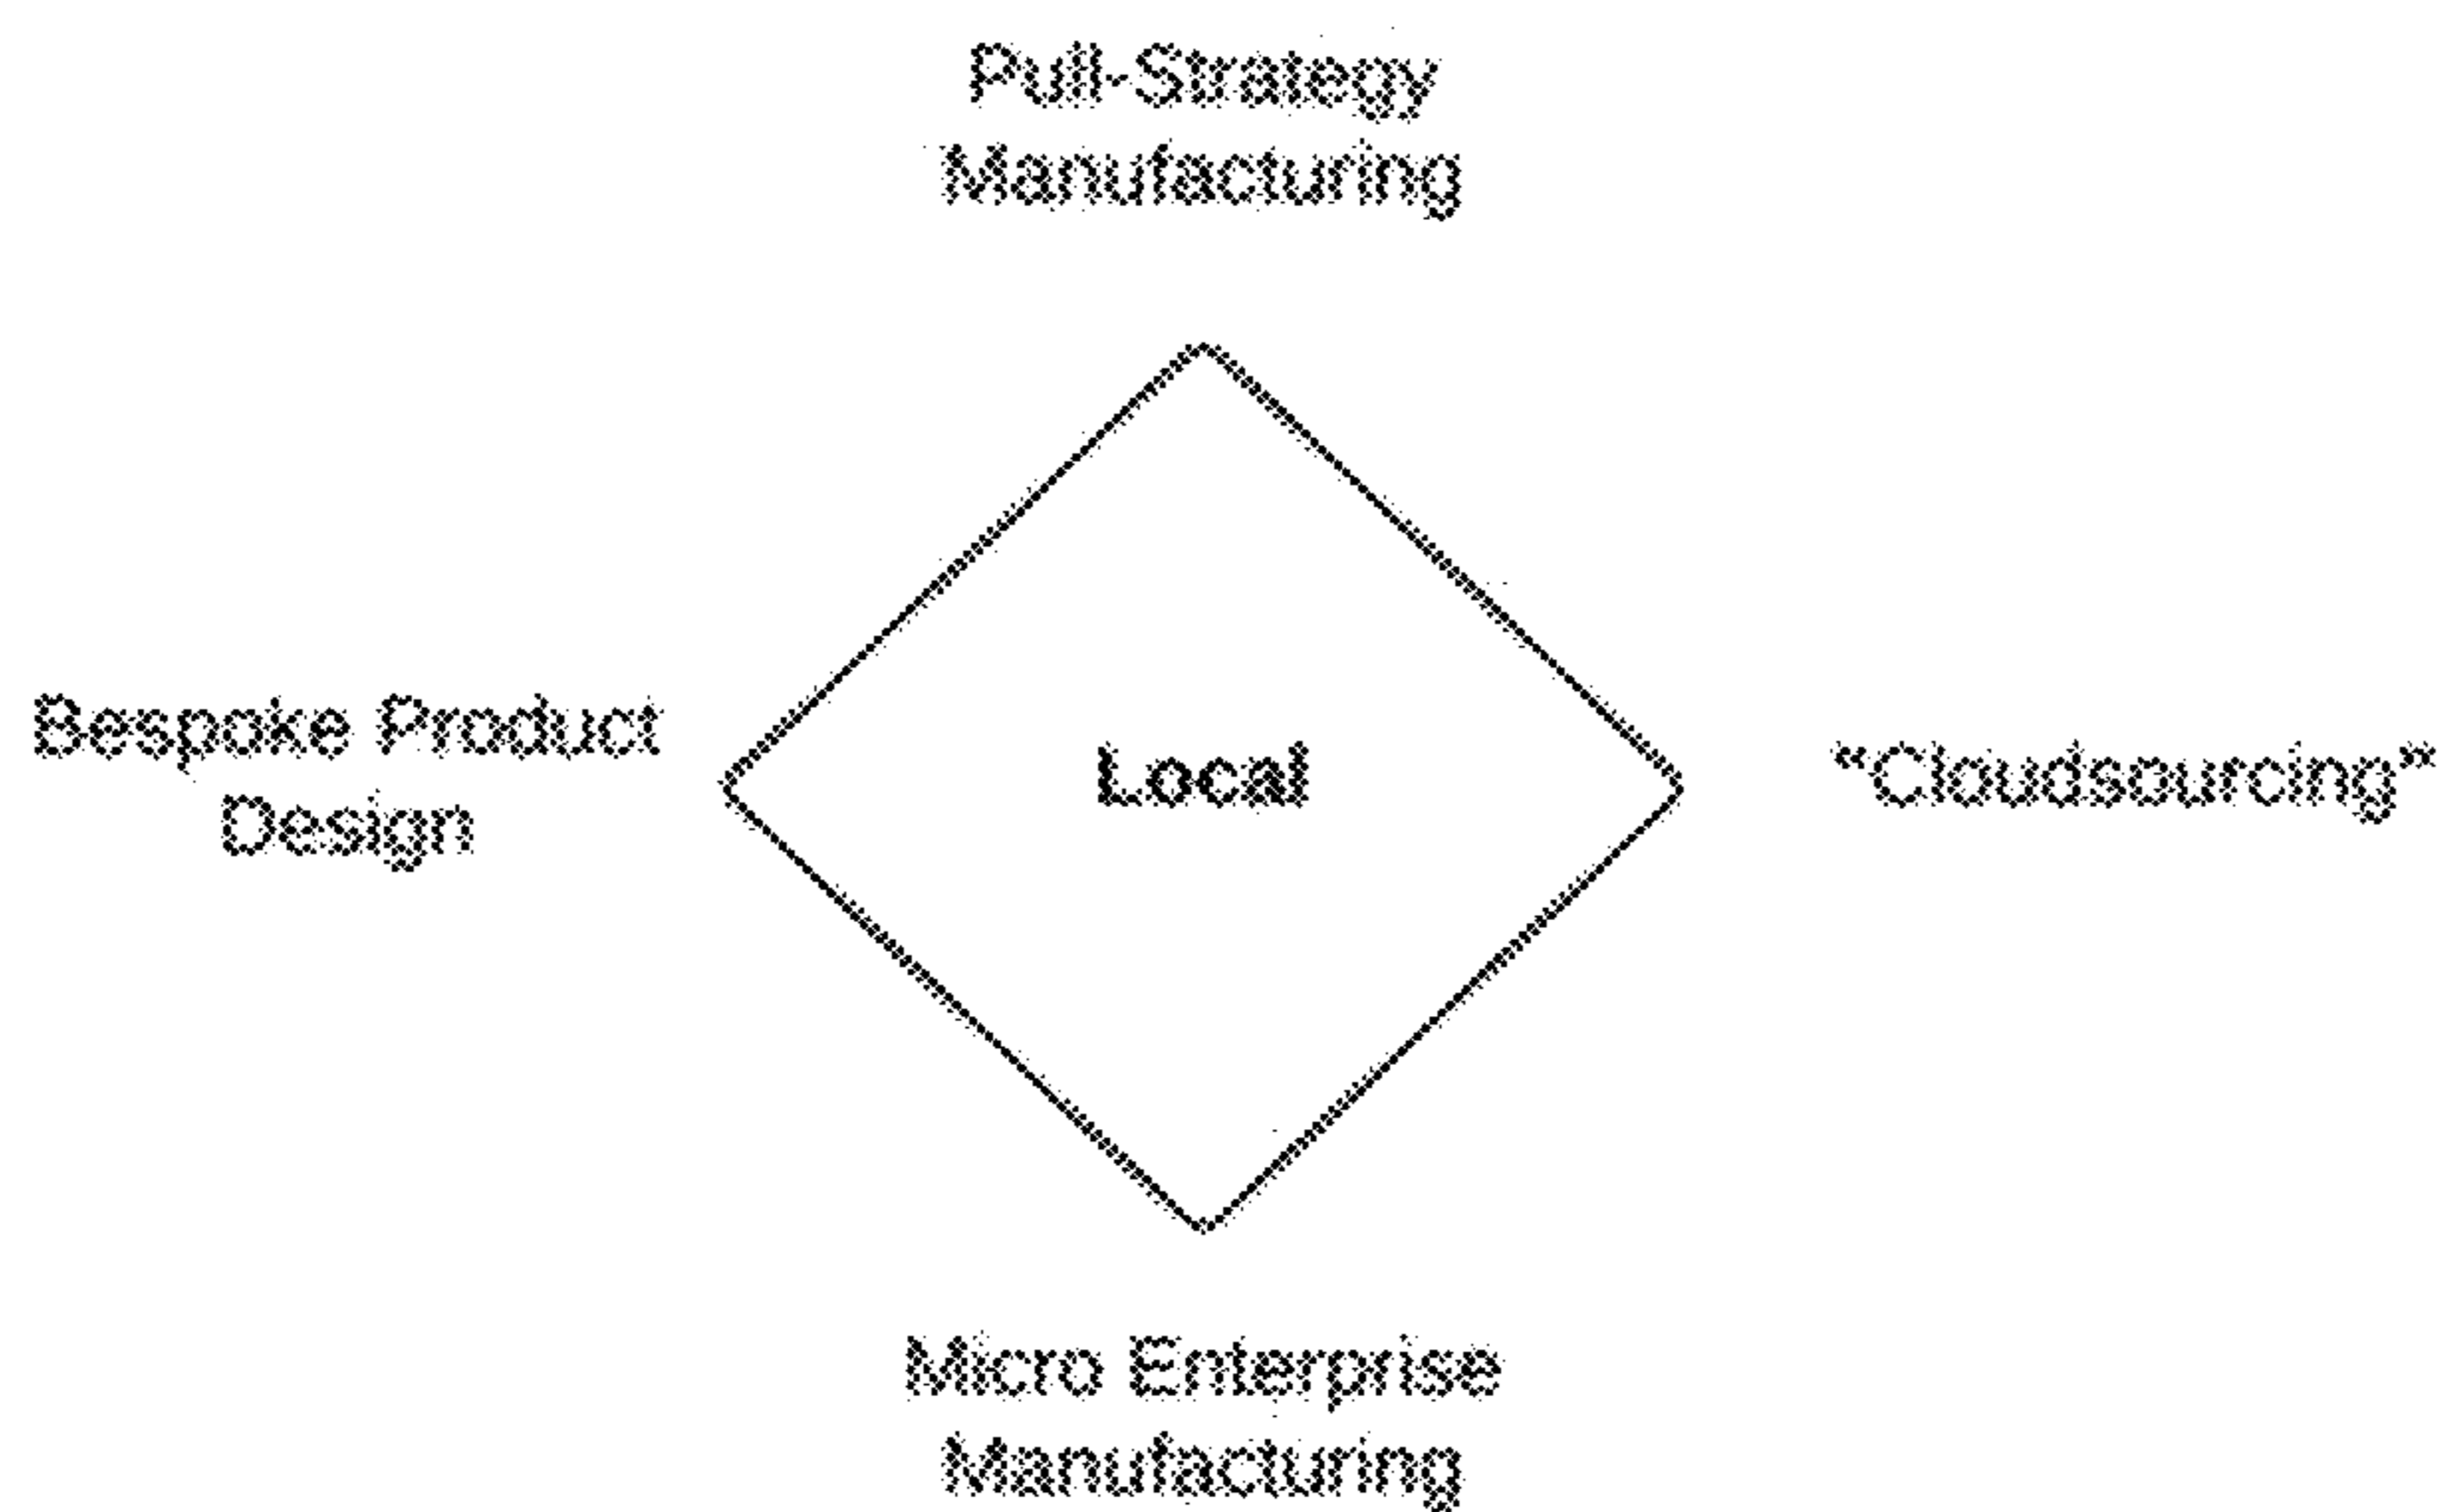 Pull-Strategy
Manufacturing
Bespoke Product
Design
Local
“Cloudsourcing”
Micro Enterprise
Manufacturing